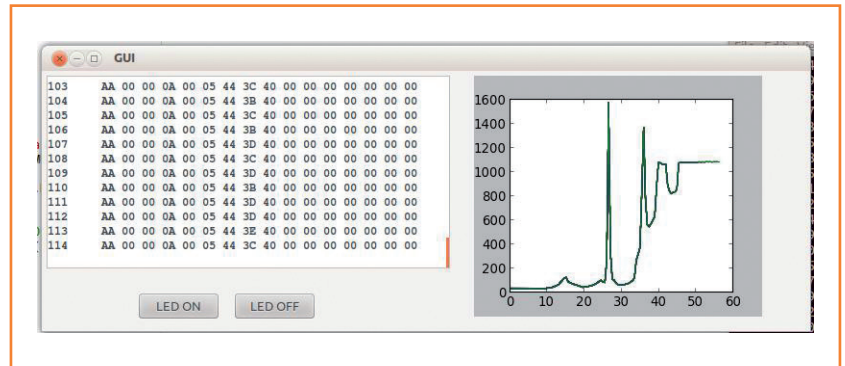 GUI
103 AA 00 00 0A 00 05 44 3C 40 00 00 00 00 00 00 00
104 AA 00 00 0A 00 05 44 3B 40 00 00 00 00 00 00 00
105 AA 00 00 0A 00 05 44 3C 40 00 00 00 00 00 00 00
106 AA 00 00 0A 00 05 44 3B 40 00 00 00 00 00 00 00
107 AA 00 00 0A 00 05 44 3D 40 00 00 00 00 00 00 00
108 AA 00 00 0A 00 05 44 3C 40 00 00 00 00 00 00 00
109 AA 00 00 0A 00 05 44 3D 40 00 00 00 00 00 00 00
110 AA 00 00 0A 00 05 44 3B 40 00 00 00 00 00 00 00
111 AA 00 00 0A 00 05 44 3D 40 00 00 00 00 00 00 00
112 AA 00 00 0A 00 05 44 3D 40 00 00 00 00 00 00 00
113 AA 00 00 0A 00 05 44 3E 40 00 00 00 00 00 00 00
114 AA 00 00 0A 00 05 44 3C 40 00 00 00 00 00 00 00
LED ON LED OFF
1600
1400
1200
1000
800
600
400
200
0
0 10 20 30 40 50 60